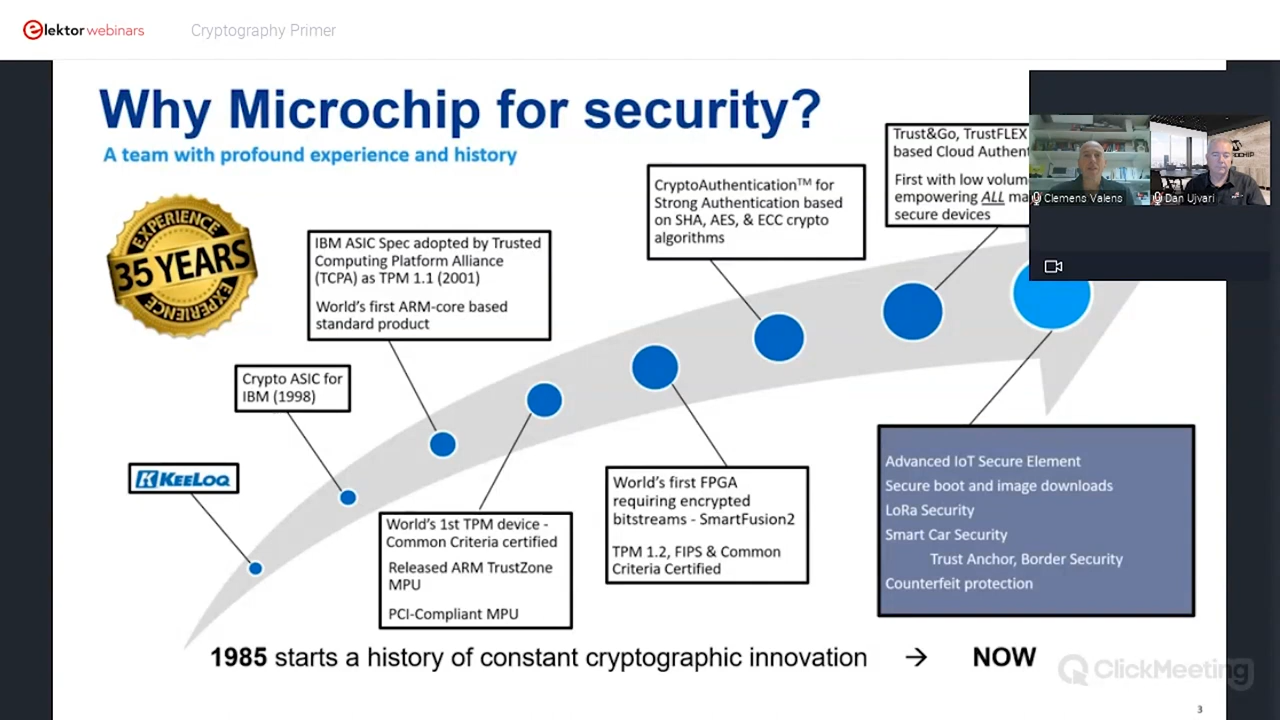 elektor webinars
Cryptography Primer
Why Microchip for security?
A team with profound experience and history
EXPERIENCE
35 YEARS
EXPERIENCE
KEELOQ
Crypto ASIC for
IBM (1998)
IBM ASIC Spec adopted by Trusted
Computing Platform Alliance
(TCPA) as TPM 1.1 (2001)
World's first ARM-core based
standard product
World's 1st TPM device -
Common Criteria certified
Released ARM TrustZone
MPU
PCI-Compliant MPU
World's first FPGA
requiring encrypted
bitstreams - SmartFusion2
TPM 1.2, FIPS & Common
Criteria Certified
CryptoAuthentication™ for
Strong Authentication based
on SHA, AES, & ECC crypto
algorithms
Trust&Go, TrustFLEX
based Cloud Authent
First with low volum
empowering ALL ma
secure devices
Clemens Valens
Dan Ujvari
Advanced IoT Secure Element
Secure boot and image downloads
LoRa Security
Smart Car Security
Trust Anchor, Border Security
Counterfeit protection
1985 starts a history of constant cryptographic innovation → NOW
ClickMeeting
3